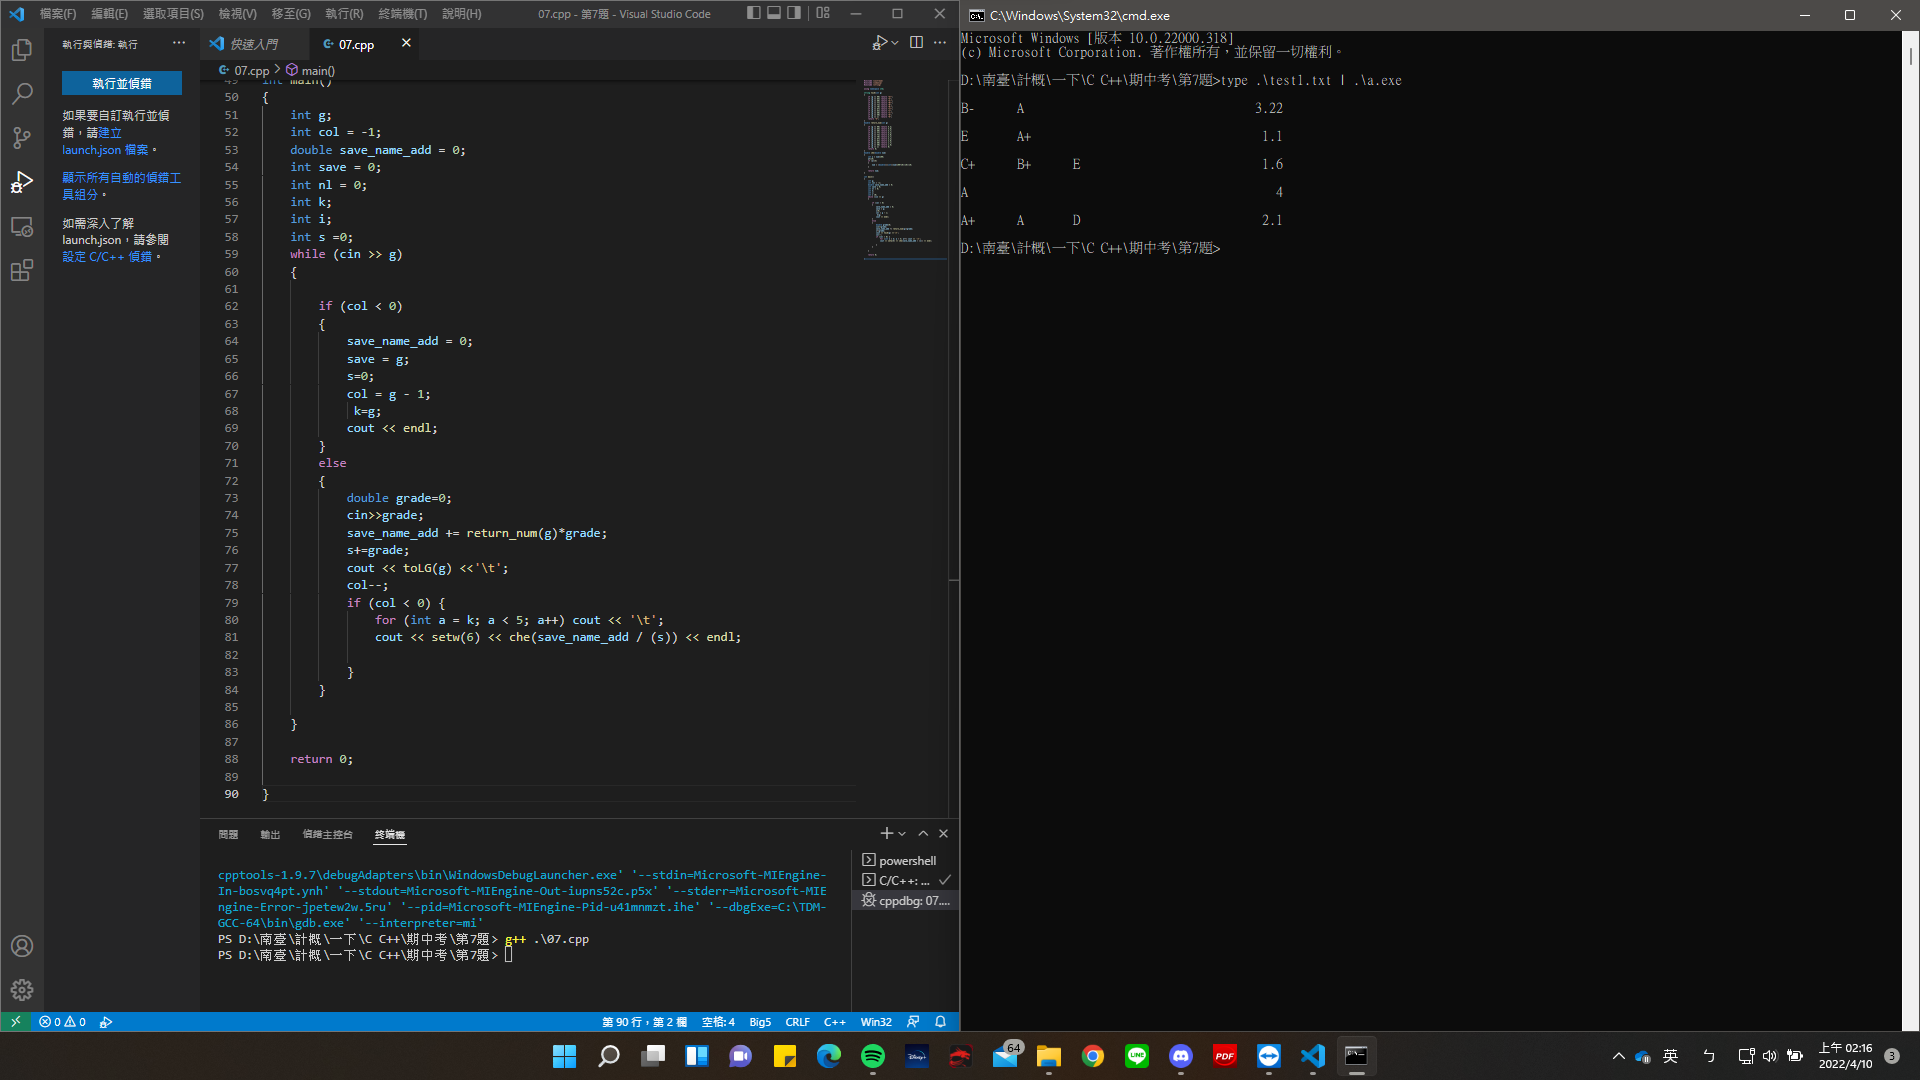 檔案(F) 編輯(E) 選取項目(S) 檢視(V) 移至(G) 執行(R) 終端機(T) 說明(H) 07.cpp - 第7題 - Visual Studio Code
執行與偵錯: 執行 ···
執行並偵錯
如果要自訂執行並偵
錯，請建立
launch.json 檔案。
顯示所有自動的偵錯工
具組分。
如需深入了解
launch.json，請參閱
設定 C/C++ 偵錯。
快速入門 07.cpp
07.cpp > main()
49 int main()
50 {
51 int g;
52 int col = -1;
53 double save_name_add = 0;
54 int save = 0;
55 int nl = 0;
56 int k;
57 int i;
58 int s =0;
59 while (cin >> g)
60 {
61
62 if (col < 0)
63 {
64 save_name_add = 0;
65 save = g;
66 s=0;
67 col = g - 1;
68 k=g;
69 cout << endl;
70 }
71 else
72 {
73 double grade=0;
74 cin>>grade;
75 save_name_add += return_num(g)*grade;
76 s+=grade;
77 cout << toLG(g) <<'\t';
78 col--;
79 if (col < 0) {
80 for (int a = k; a < 5; a++) cout << '\t';
81 cout << setw(6) << che(save_name_add / (s)) << endl;
82
83 }
84 }
85
86 }
87
88 return 0;
89
90 }
問題 輸出 偵錯主控台 終端機
cpptools-1.9.7\debugAdapters\bin\WindowsDebugLauncher.exe' '--stdin=Microsoft-MIEngine-
In-bosvq4pt.ynh' '--stdout=Microsoft-MIEngine-Out-iupns52c.p5x' '--stderr=Microsoft-MIE
ngine-Error-jpetew2w.5ru' '--pid=Microsoft-MIEngine-Pid-u41mnmzt.ihe' '--dbgExe=C:\TDM-
GCC-64\bin\gdb.exe' '--interpreter=mi'
PS D:\南臺\計概\一下\C C++\期中考\第7題> g++ .\07.cpp
PS D:\南臺\計概\一下\C C++\期中考\第7題>
powershell
C/C++: ...
cppdbg: 07....
0 0 第 90 行，第 2 欄 空格: 4 Big5 CRLF C++ Win32
C:\Windows\System32\cmd.exe
Microsoft Windows [版本 10.0.22000.318]
(c) Microsoft Corporation. 著作權所有，並保留一切權利。
D:\南臺\計概\一下\C C++\期中考\第7題>type .\test1.txt | .\a.exe
B- A 3.22
E A+ 1.1
C+ B+ E 1.6
A 4
A+ A D 2.1
D:\南臺\計概\一下\C C++\期中考\第7題>
Disney+
64
LINE
PDF
英 ㄅ
上午 02:16
2022/4/10
3